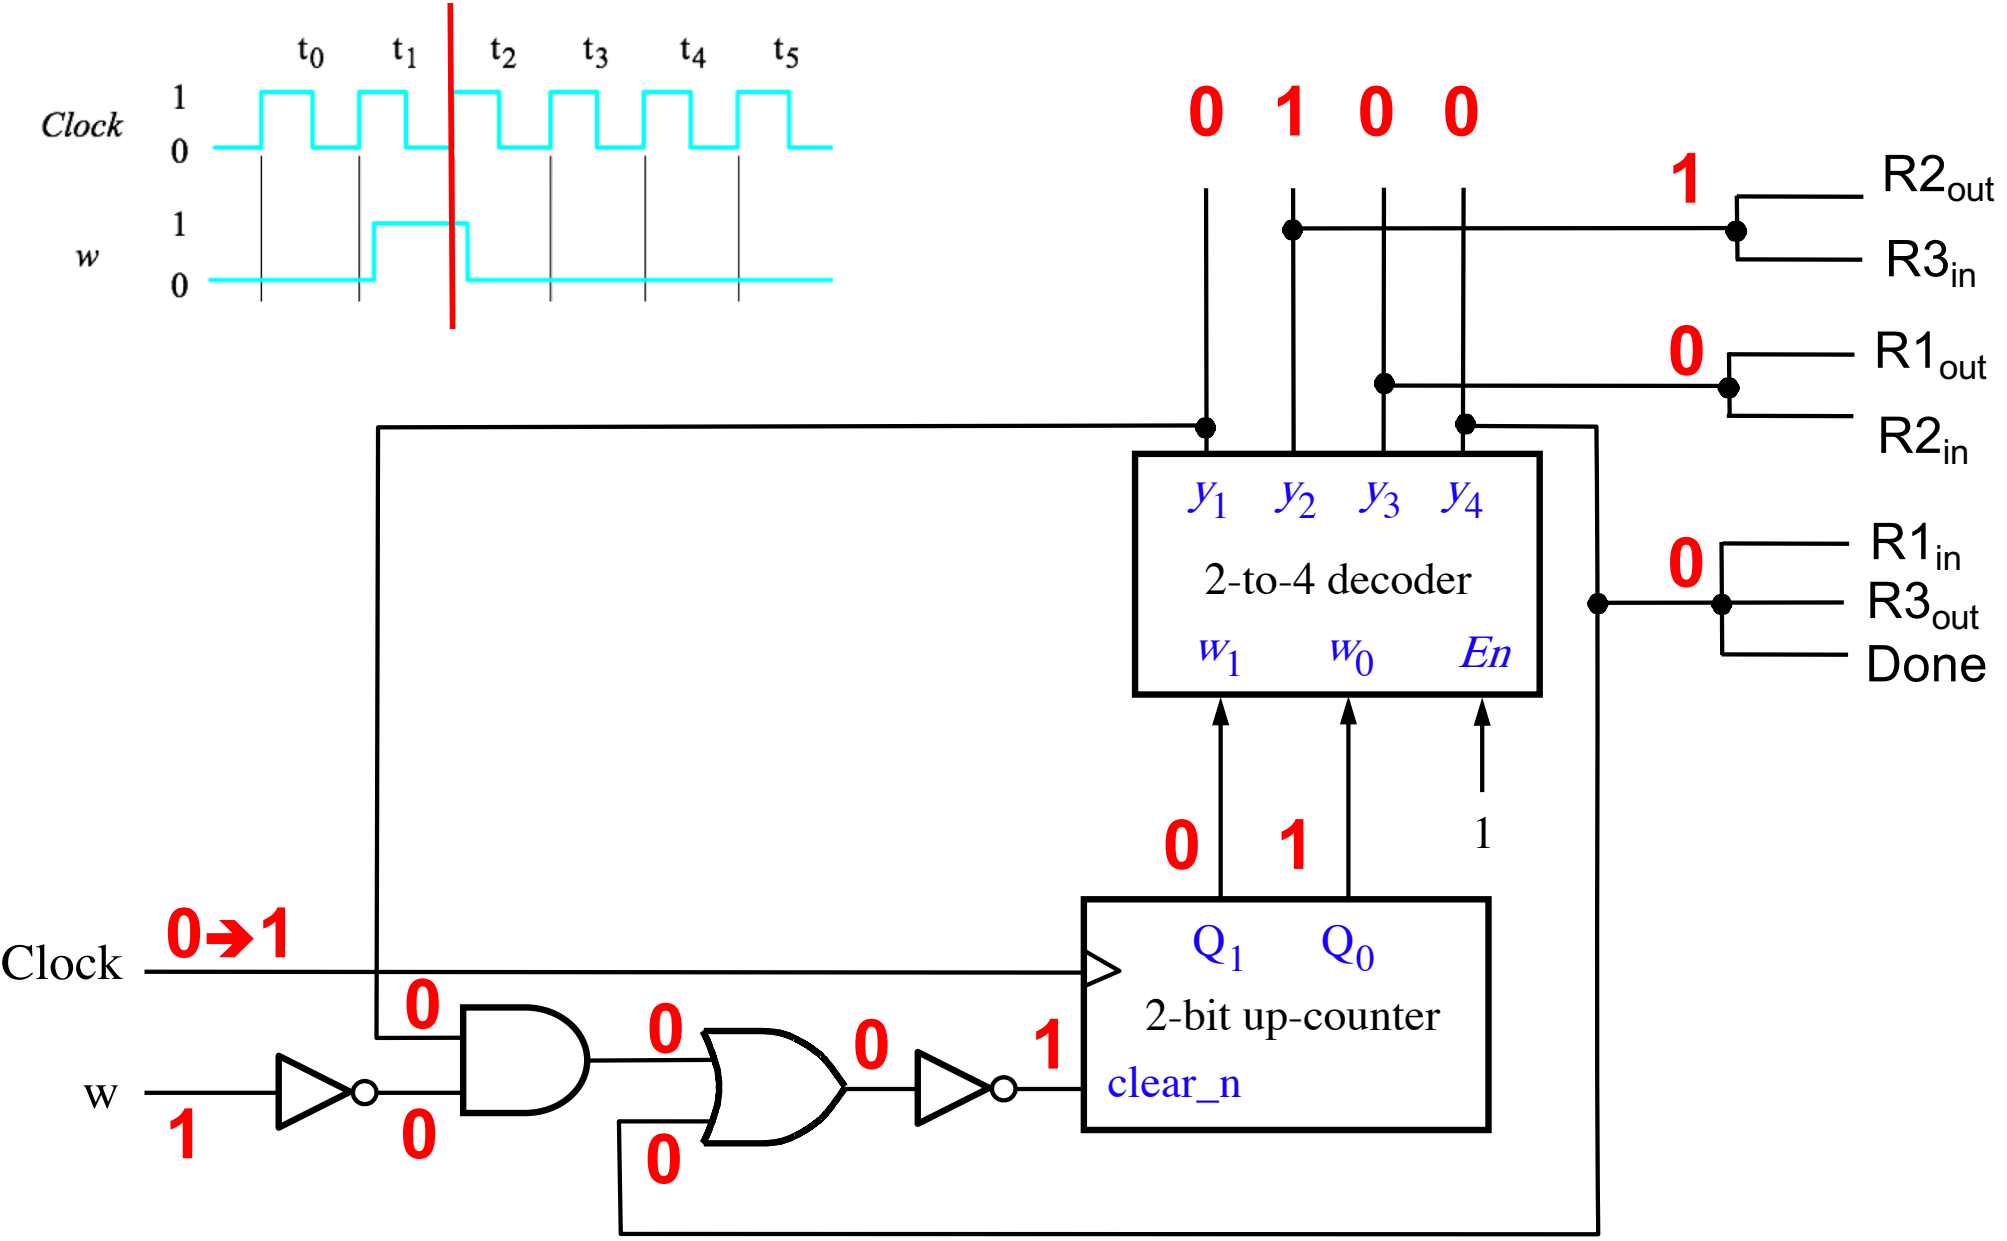 t0 t1 t2 t3 t4 t5
1
Clock
0
1
w
0
0 1 0 0
1
R2out
R3in
0
R1out
R2in
y1 y2 y3 y4
2-to-4 decoder
w1 w0 En
0
R1in
R3out
Done
0 1
1
Clock
0➔1
Q1 Q0
2-bit up-counter
clear_n
0
0
0
1
w
1
0
0